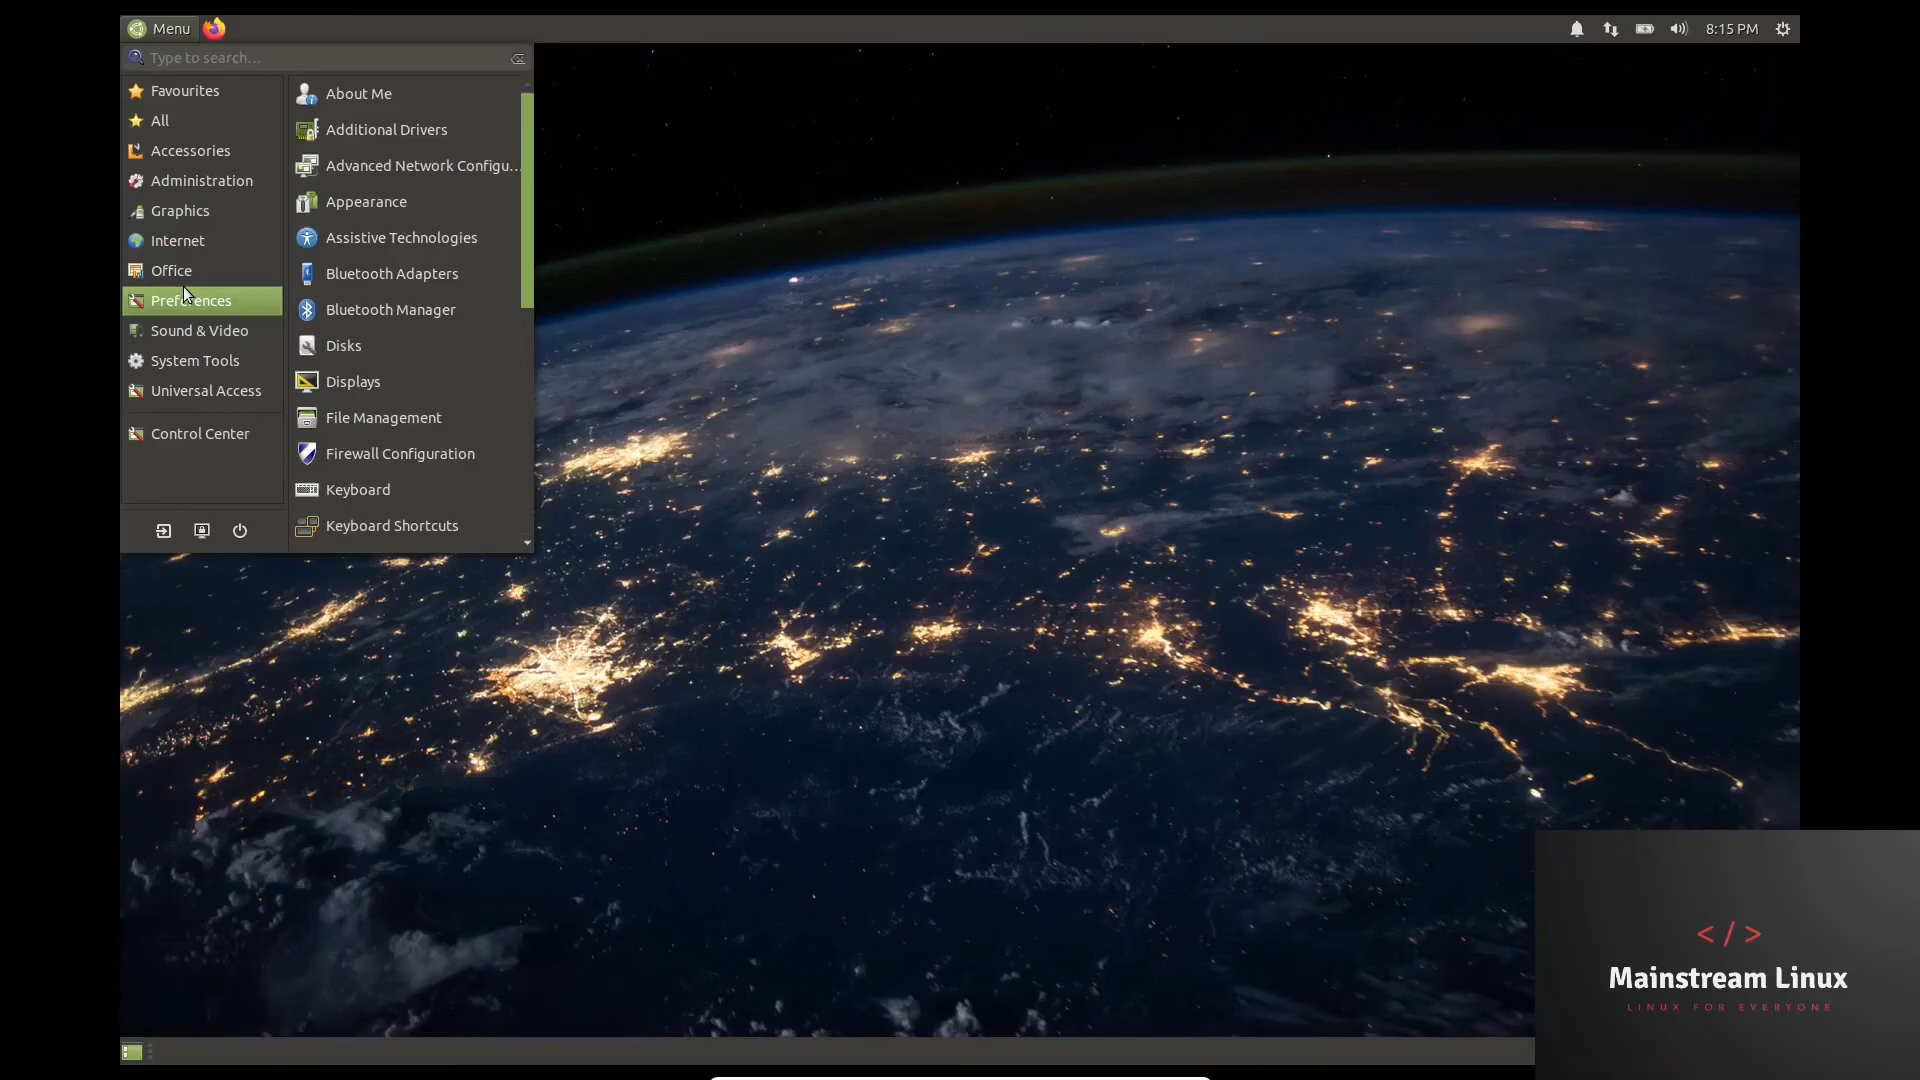 Menu
8:15 PM
Type to search...
Favourites
All
Accessories
Administration
Graphics
Internet
Office
Preferences
Sound & Video
System Tools
Universal Access
Control Center
About Me
Additional Drivers
Advanced Network Configu...
Appearance
Assistive Technologies
Bluetooth Adapters
Bluetooth Manager
Disks
Displays
File Management
Firewall Configuration
Keyboard
Keyboard Shortcuts
</>
Mainstream Linux
LINUX FOR EVERYONE